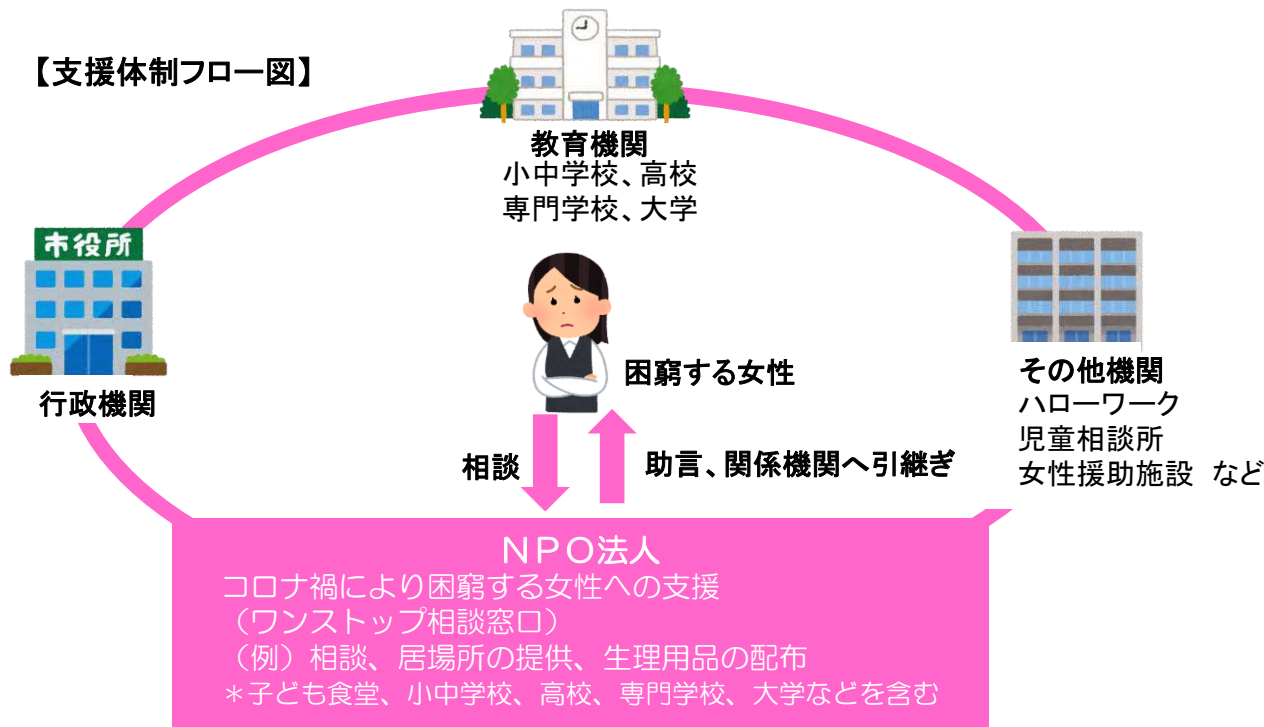 【支援体制フロー図】
教育機関
小中学校、高校
専門学校、大学
市役所
行政機関
困窮する女性
その他機関
ハローワーク
児童相談所
女性援助施設 など
相談
助言、関係機関へ引継ぎ
NPO法人
コロナ禍により困窮する女性への支援
（ワンストップ相談窓口）
（例）相談、居場所の提供、生理用品の配布
＊子ども食堂、小中学校、高校、専門学校、大学などを含む